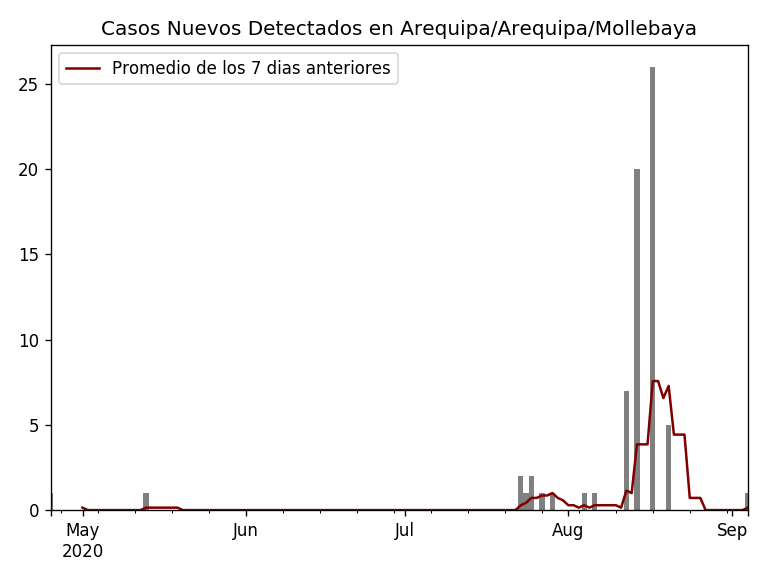 Casos Nuevos Detectados en Arequipa/Arequipa/Mollebaya
Promedio de los 7 dias anteriores
25
20
15
10
5
0
May Jun Jul Aug Sep
2020